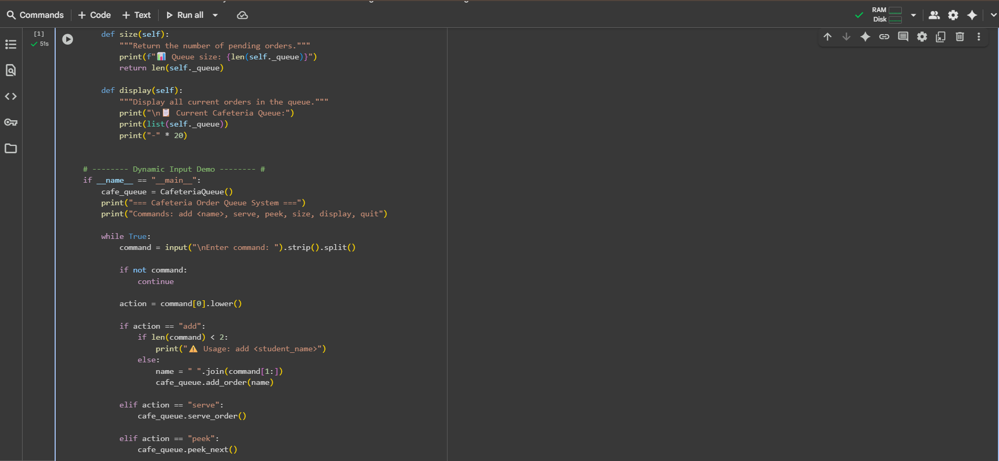 Commands + Code + Text Run all
RAM
Disk
[1]
51s
def size(self):
"""Return the number of pending orders."""
print(f"📊 Queue size: {len(self._queue)}")
return len(self._queue)
def display(self):
"""Display all current orders in the queue."""
print("\n📋 Current Cafeteria Queue:")
print(list(self._queue))
print("-" * 20)
# -------- Dynamic Input Demo -------- #
if __name__ == "__main__":
cafe_queue = CafeteriaQueue()
print("=== Cafeteria Order Queue System ===")
print("Commands: add <name>, serve, peek, size, display, quit")
while True:
command = input("\nEnter command: ").strip().split()
if not command:
continue
action = command[0].lower()
if action == "add":
if len(command) < 2:
print("⚠️ Usage: add <student_name>")
else:
name = " ".join(command[1:])
cafe_queue.add_order(name)
elif action == "serve":
cafe_queue.serve_order()
elif action == "peek":
cafe_queue.peek_next()